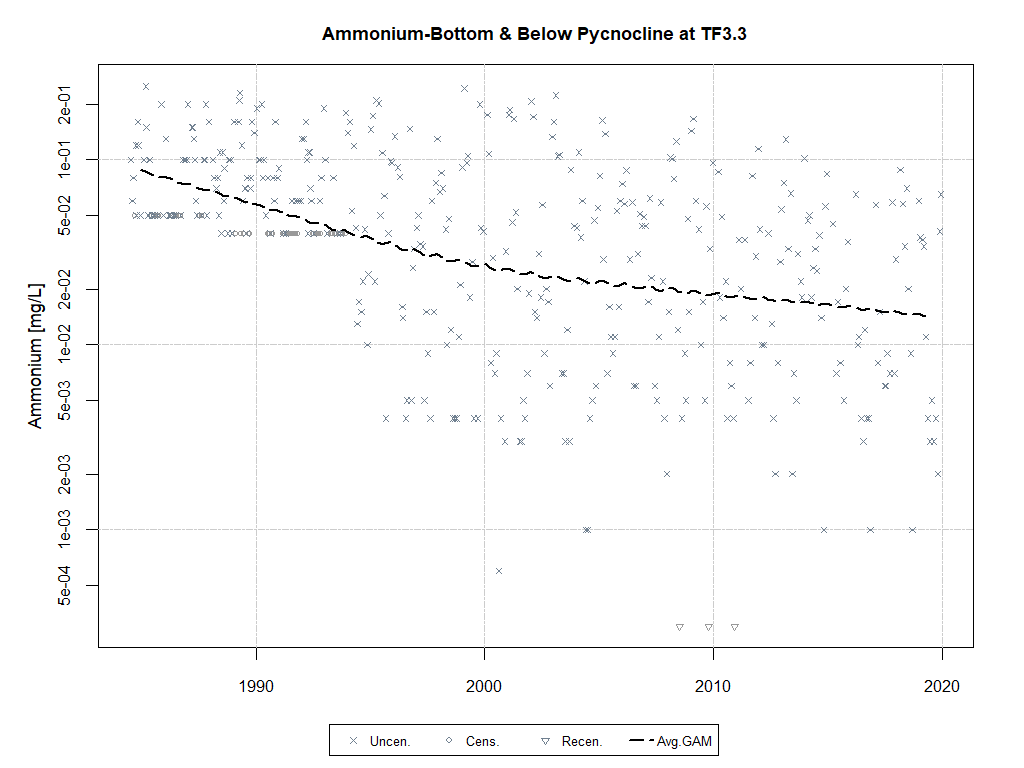 Ammonium-Bottom & Below Pycnocline at TF3.3
Ammonium [mg/L]
2e-01
1e-01
5e-02
2e-02
1e-02
5e-03
2e-03
1e-03
5e-04
1990 2000 2010 2020
Uncen. Cens. Recen. Avg.GAM